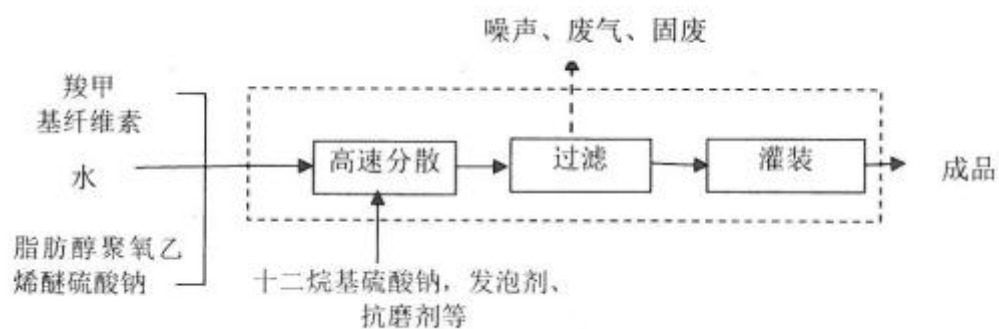 噪声、废气、固废
羧甲
基纤维素
水
高速分散
过滤
灌装
成品
脂肪醇聚氧乙
烯醚硫酸钠
十二烷基硫酸钠，发泡剂、
抗磨剂等